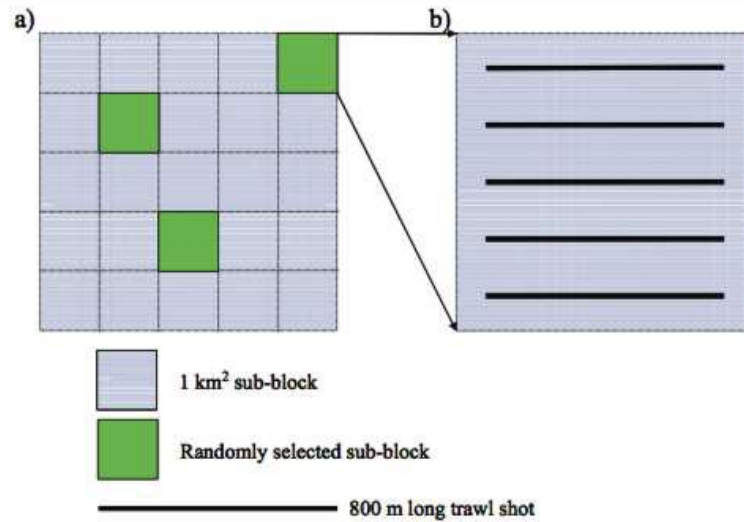 a)
b)
1 km² sub-block
Randomly selected sub-block
800 m long trawl shot